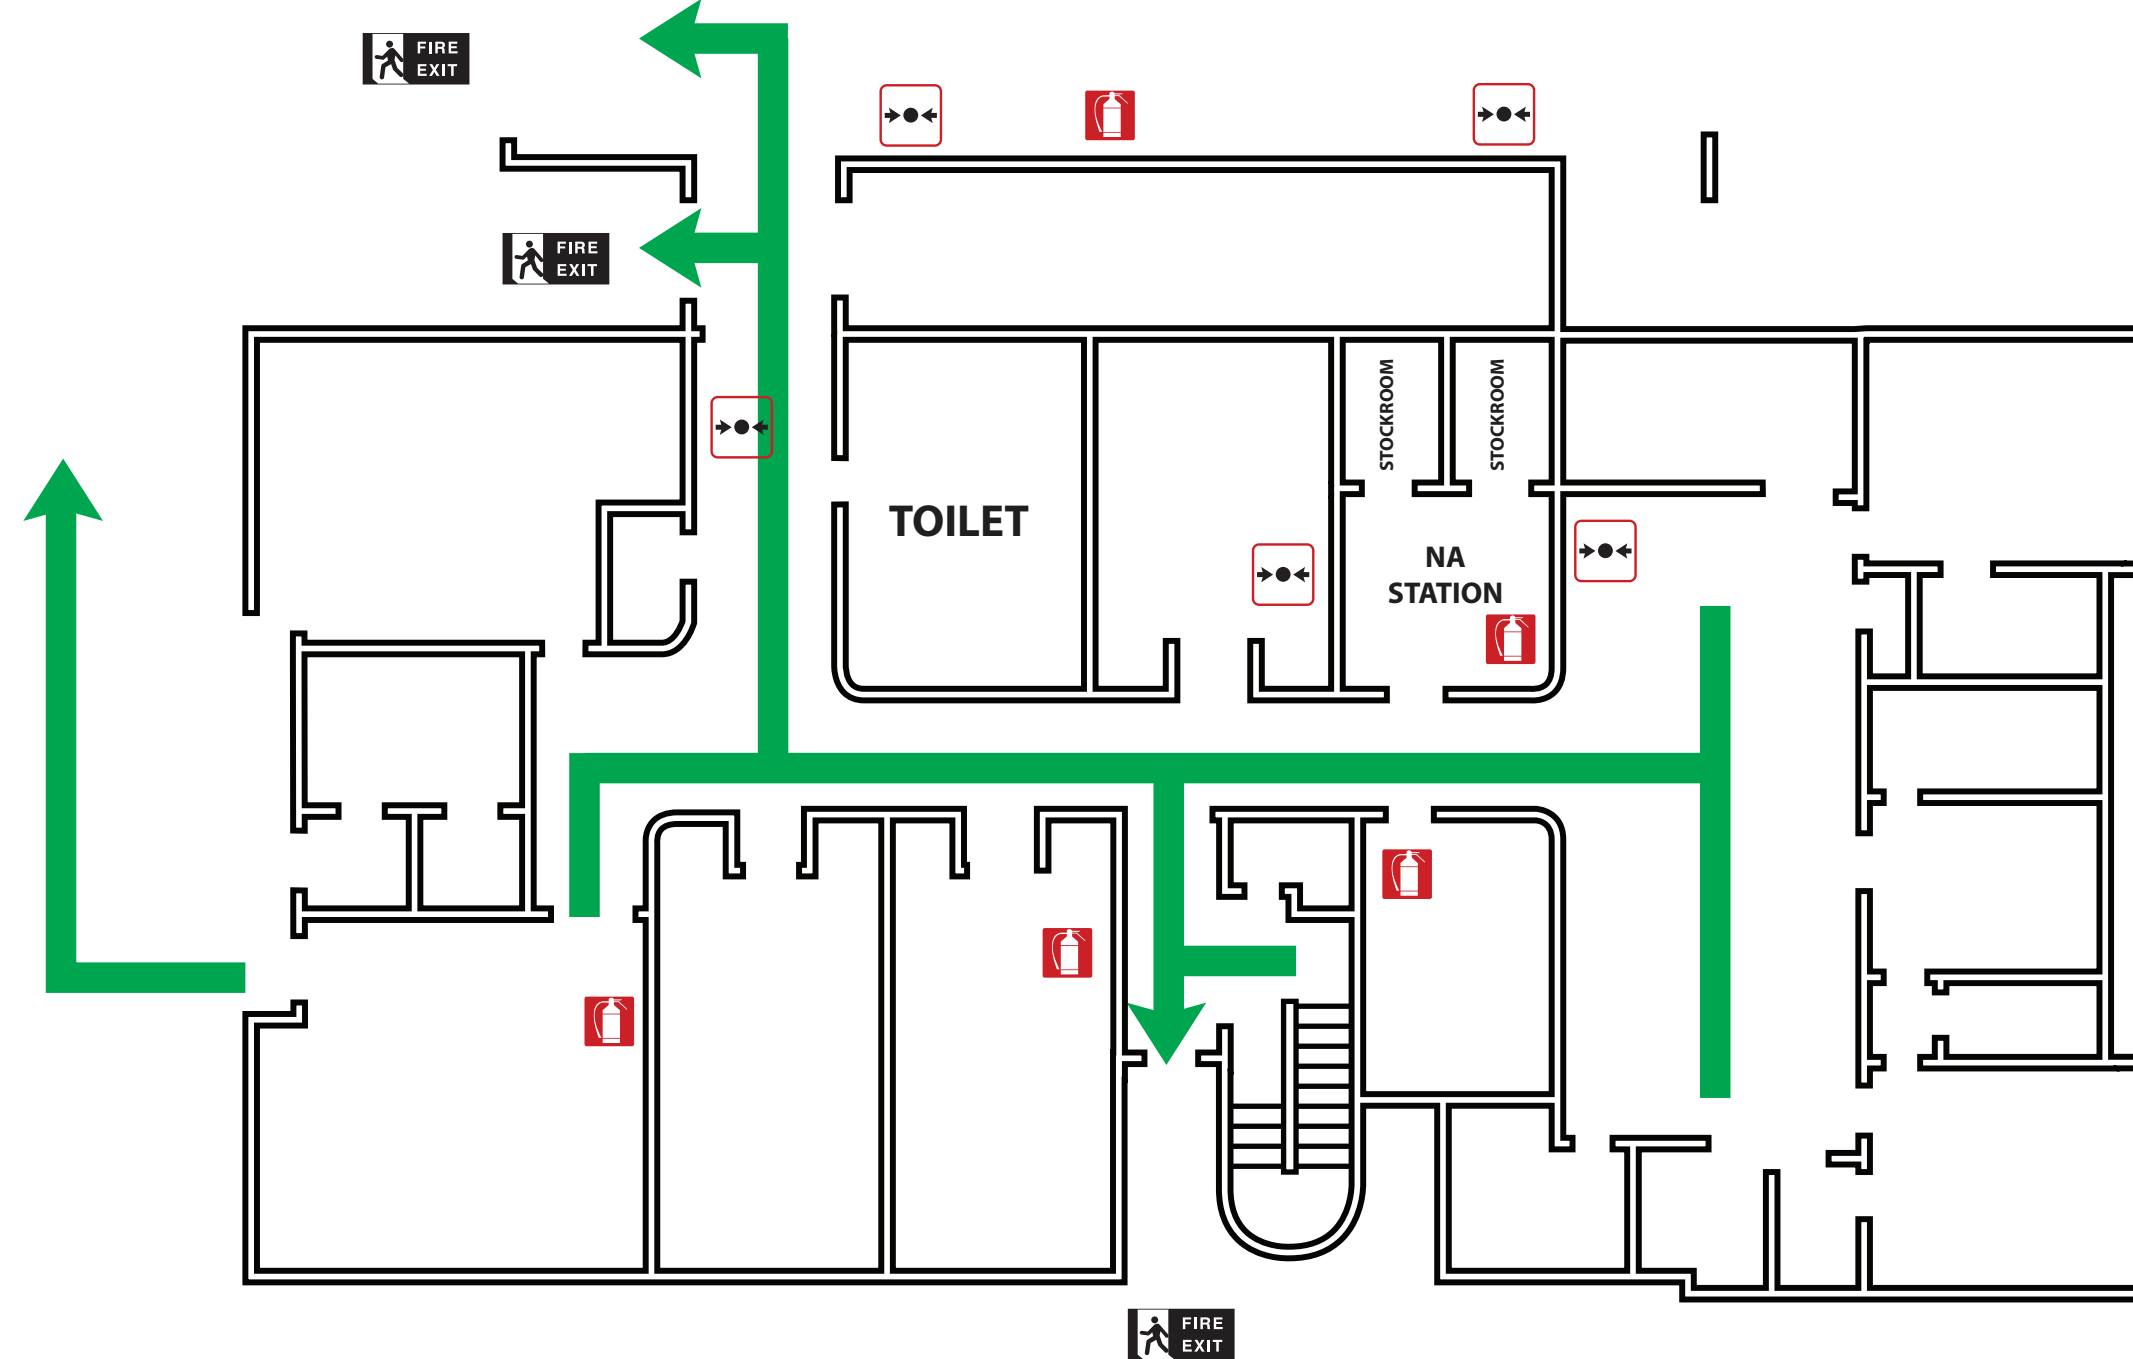 FIRE
EXIT
FIRE
EXIT
STOCKROOM
STOCKROOM
TOILET
NA
STATION
FIRE
EXIT